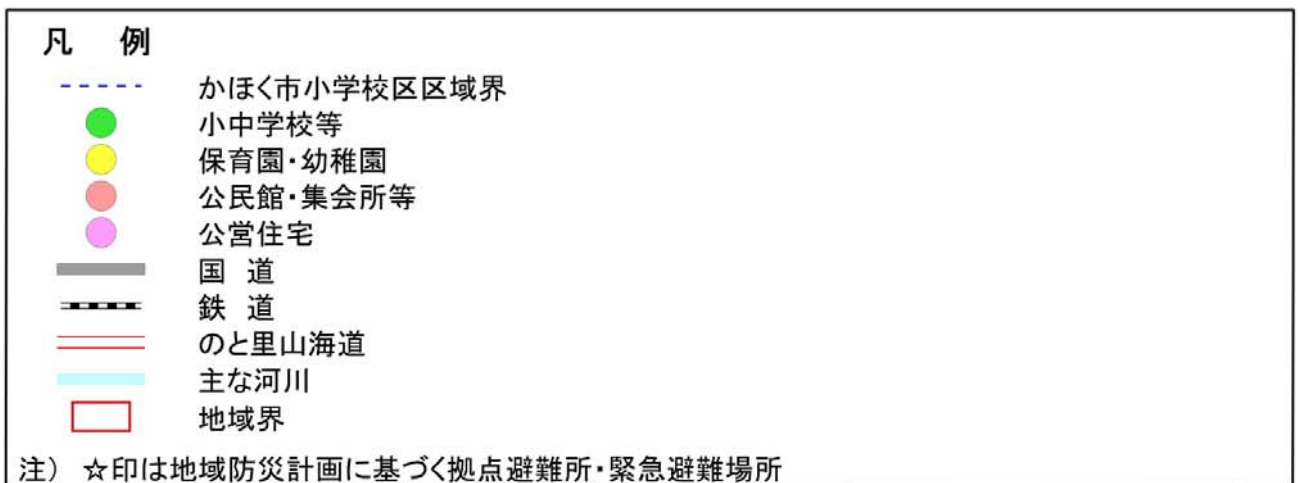 凡 例
かほく市小学校区区域界
小中学校等
保育園・幼稚園
公民館・集会所等
公営住宅
国 道
鉄 道
のと里山海道
主な河川
地域界
注） ☆印は地域防災計画に基づく拠点避難所・緊急避難場所